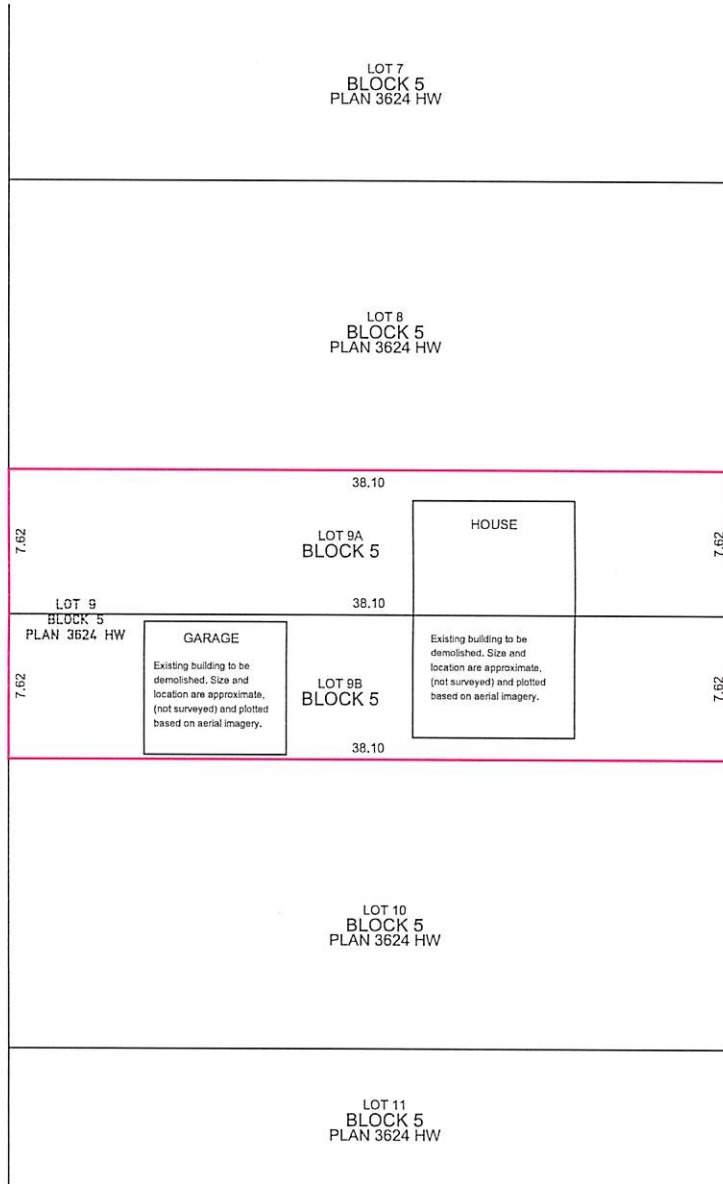 LOT 7
BLOCK 5
PLAN 3624 HW
LOT 8
BLOCK 5
PLAN 3624 HW
38.10
7.62
LOT 9A
BLOCK 5
HOUSE
7.62
38.10
LOT 9
BLOCK 5
PLAN 3624 HW
GARAGE
Existing building to be
demolished. Size and
location are approximate,
(not surveyed) and plotted
based on aerial imagery.
7.62
LOT 9B
BLOCK 5
Existing building to be
demolished. Size and
location are approximate,
(not surveyed) and plotted
based on aerial imagery.
7.62
38.10
LOT 10
BLOCK 5
PLAN 3624 HW
LOT 11
BLOCK 5
PLAN 3624 HW